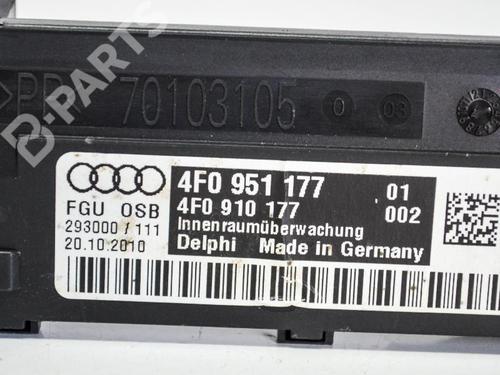 B-PARTS
70103105
0 03
4F0 951 177 01
4F0 910 177 002
FGU OSB
293000 / 111
20.10.2010
Innenraumüberwachung
Delphi Made in Germany